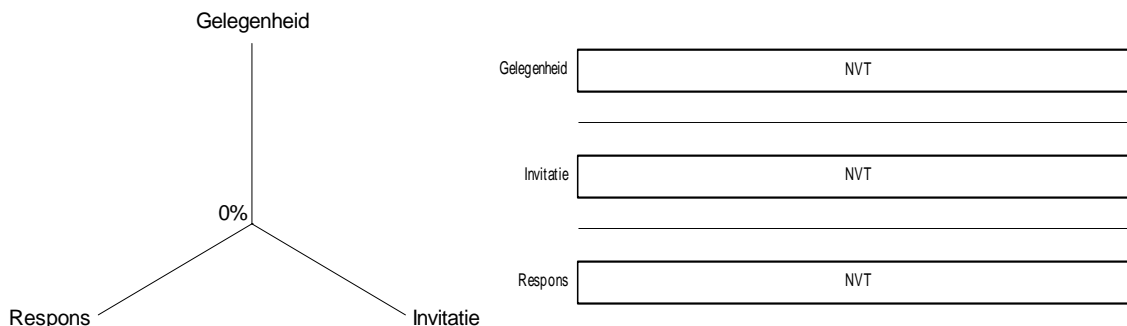 Gelegenheid
0%
Respons
Invitatie
Gelegenheid NVT
Invitatie NVT
Respons NVT